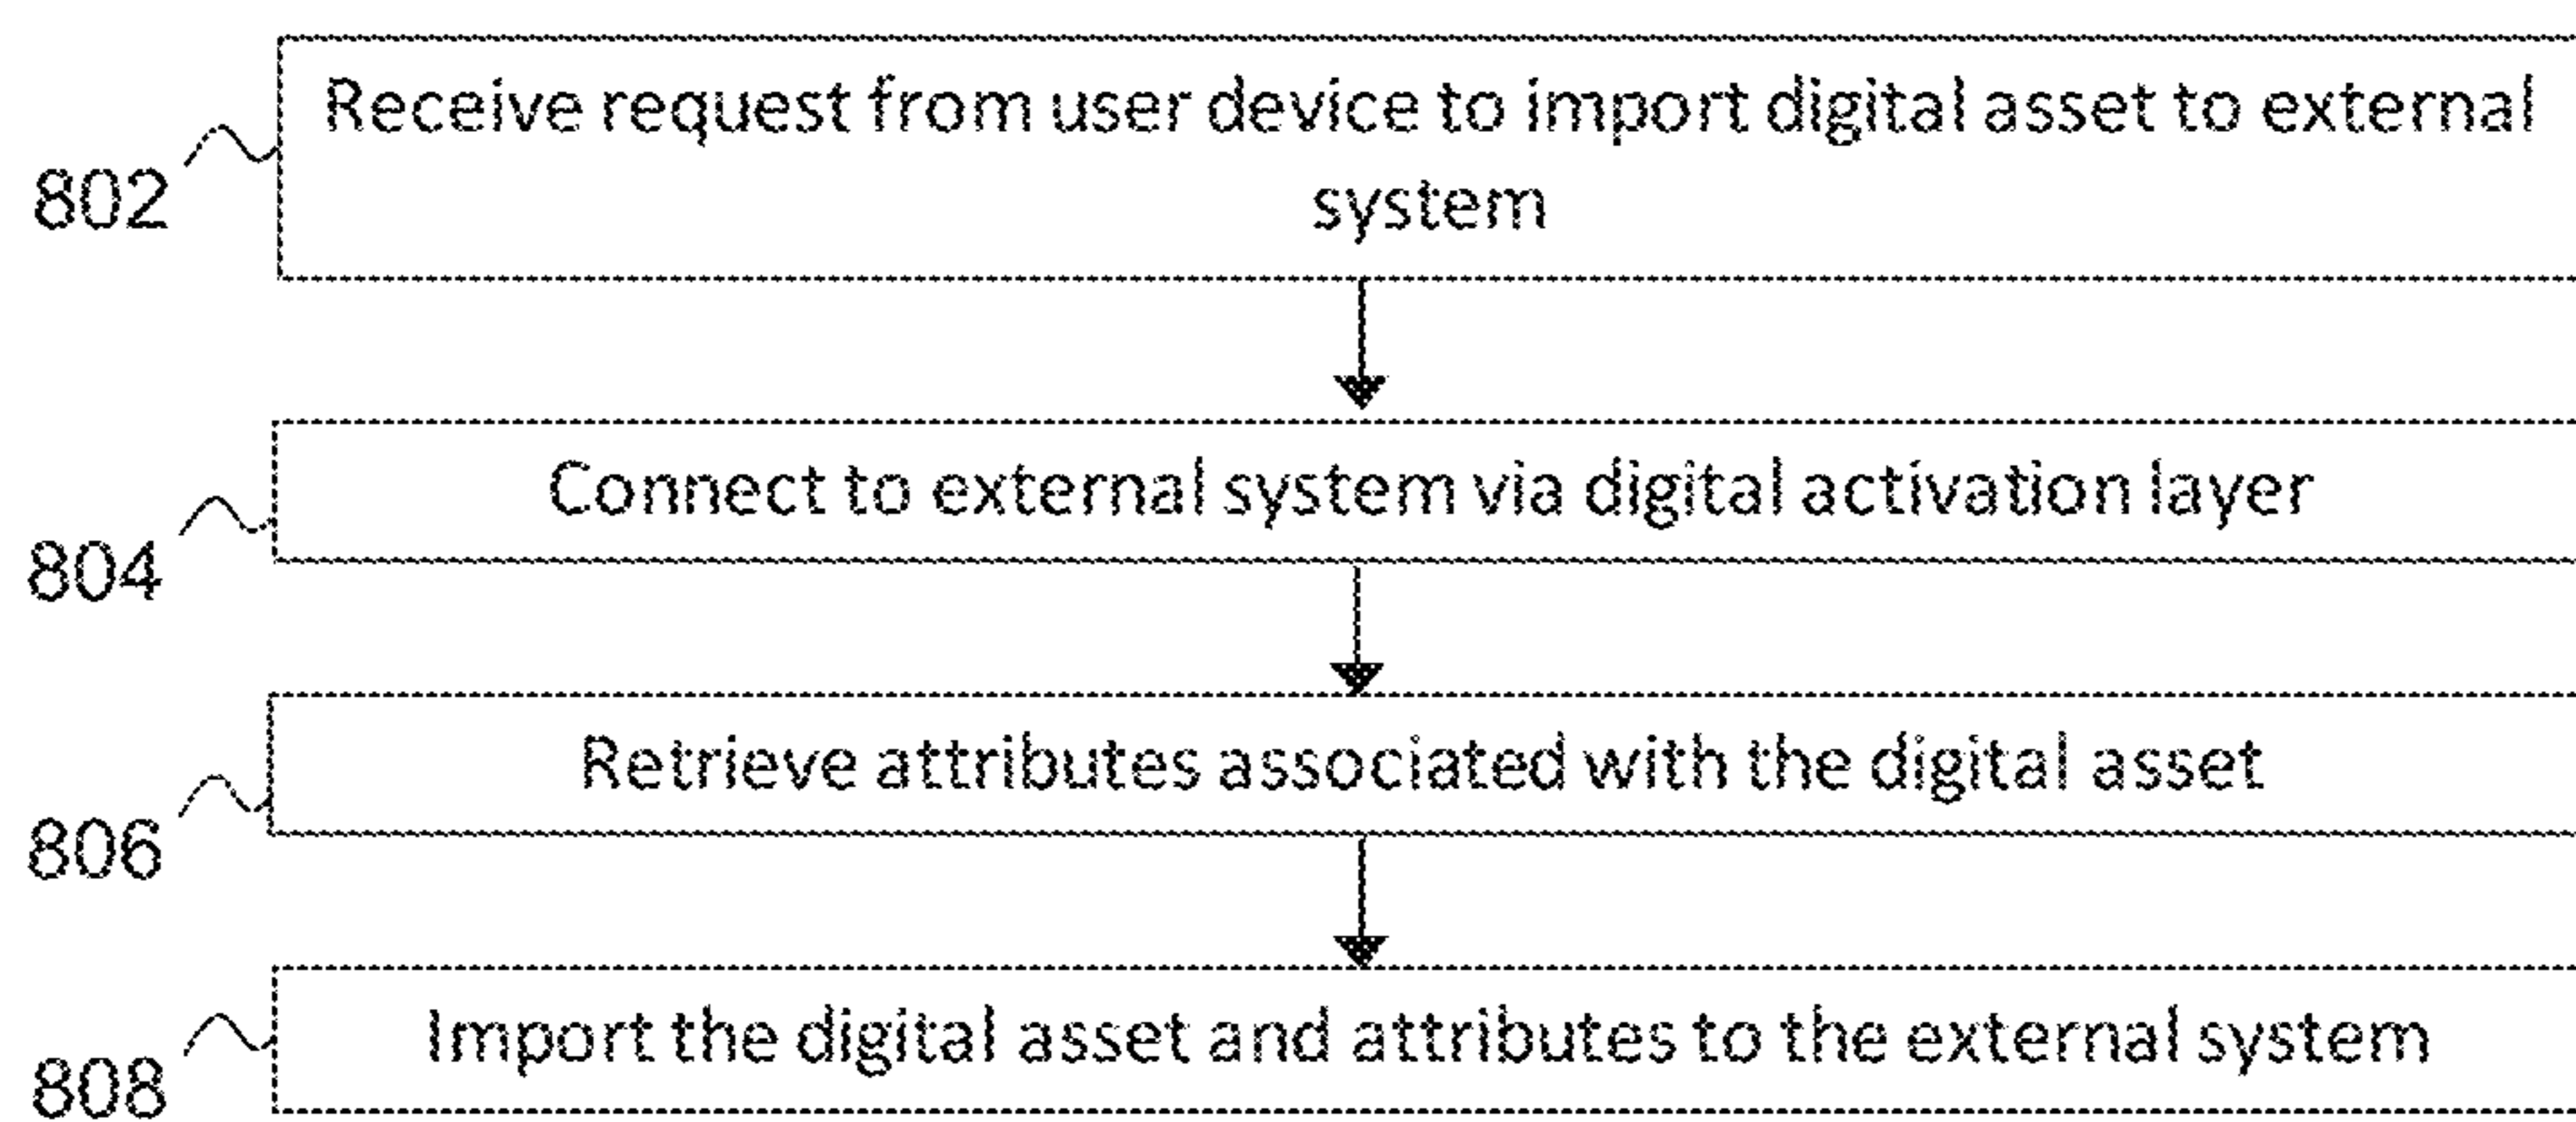 Receive request from user device to import digital asset to external
system
802
Connect to external system via digital activation layer
804
Retrieve attributes associated with the digital asset
806
Import the digital asset and attributes to the external system
808